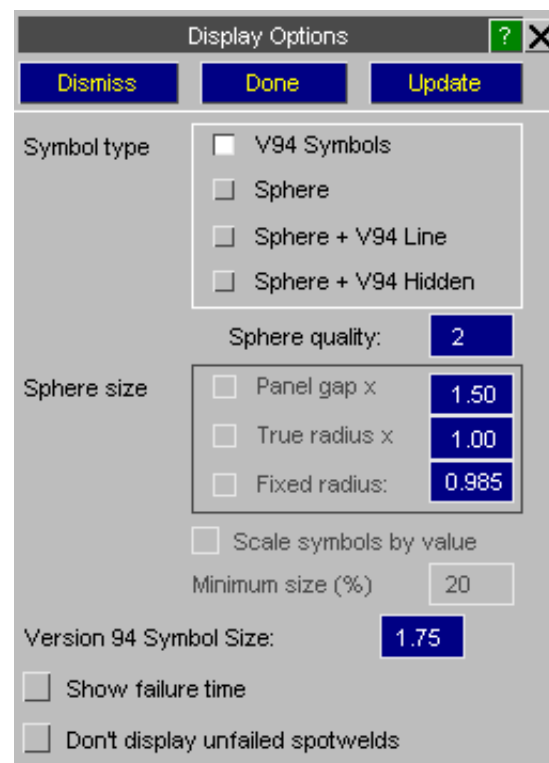 Display Options ? X
Dismiss Done Update
Symbol type V94 Symbols
Sphere
Sphere + V94 Line
Sphere + V94 Hidden
Sphere quality: 2
Sphere size Panel gap x 1.50
True radius x 1.00
Fixed radius: 0.985
Scale symbols by value
Minimum size (%) 20
Version 94 Symbol Size: 1.75
Show failure time
Don't display unfailed spotwelds